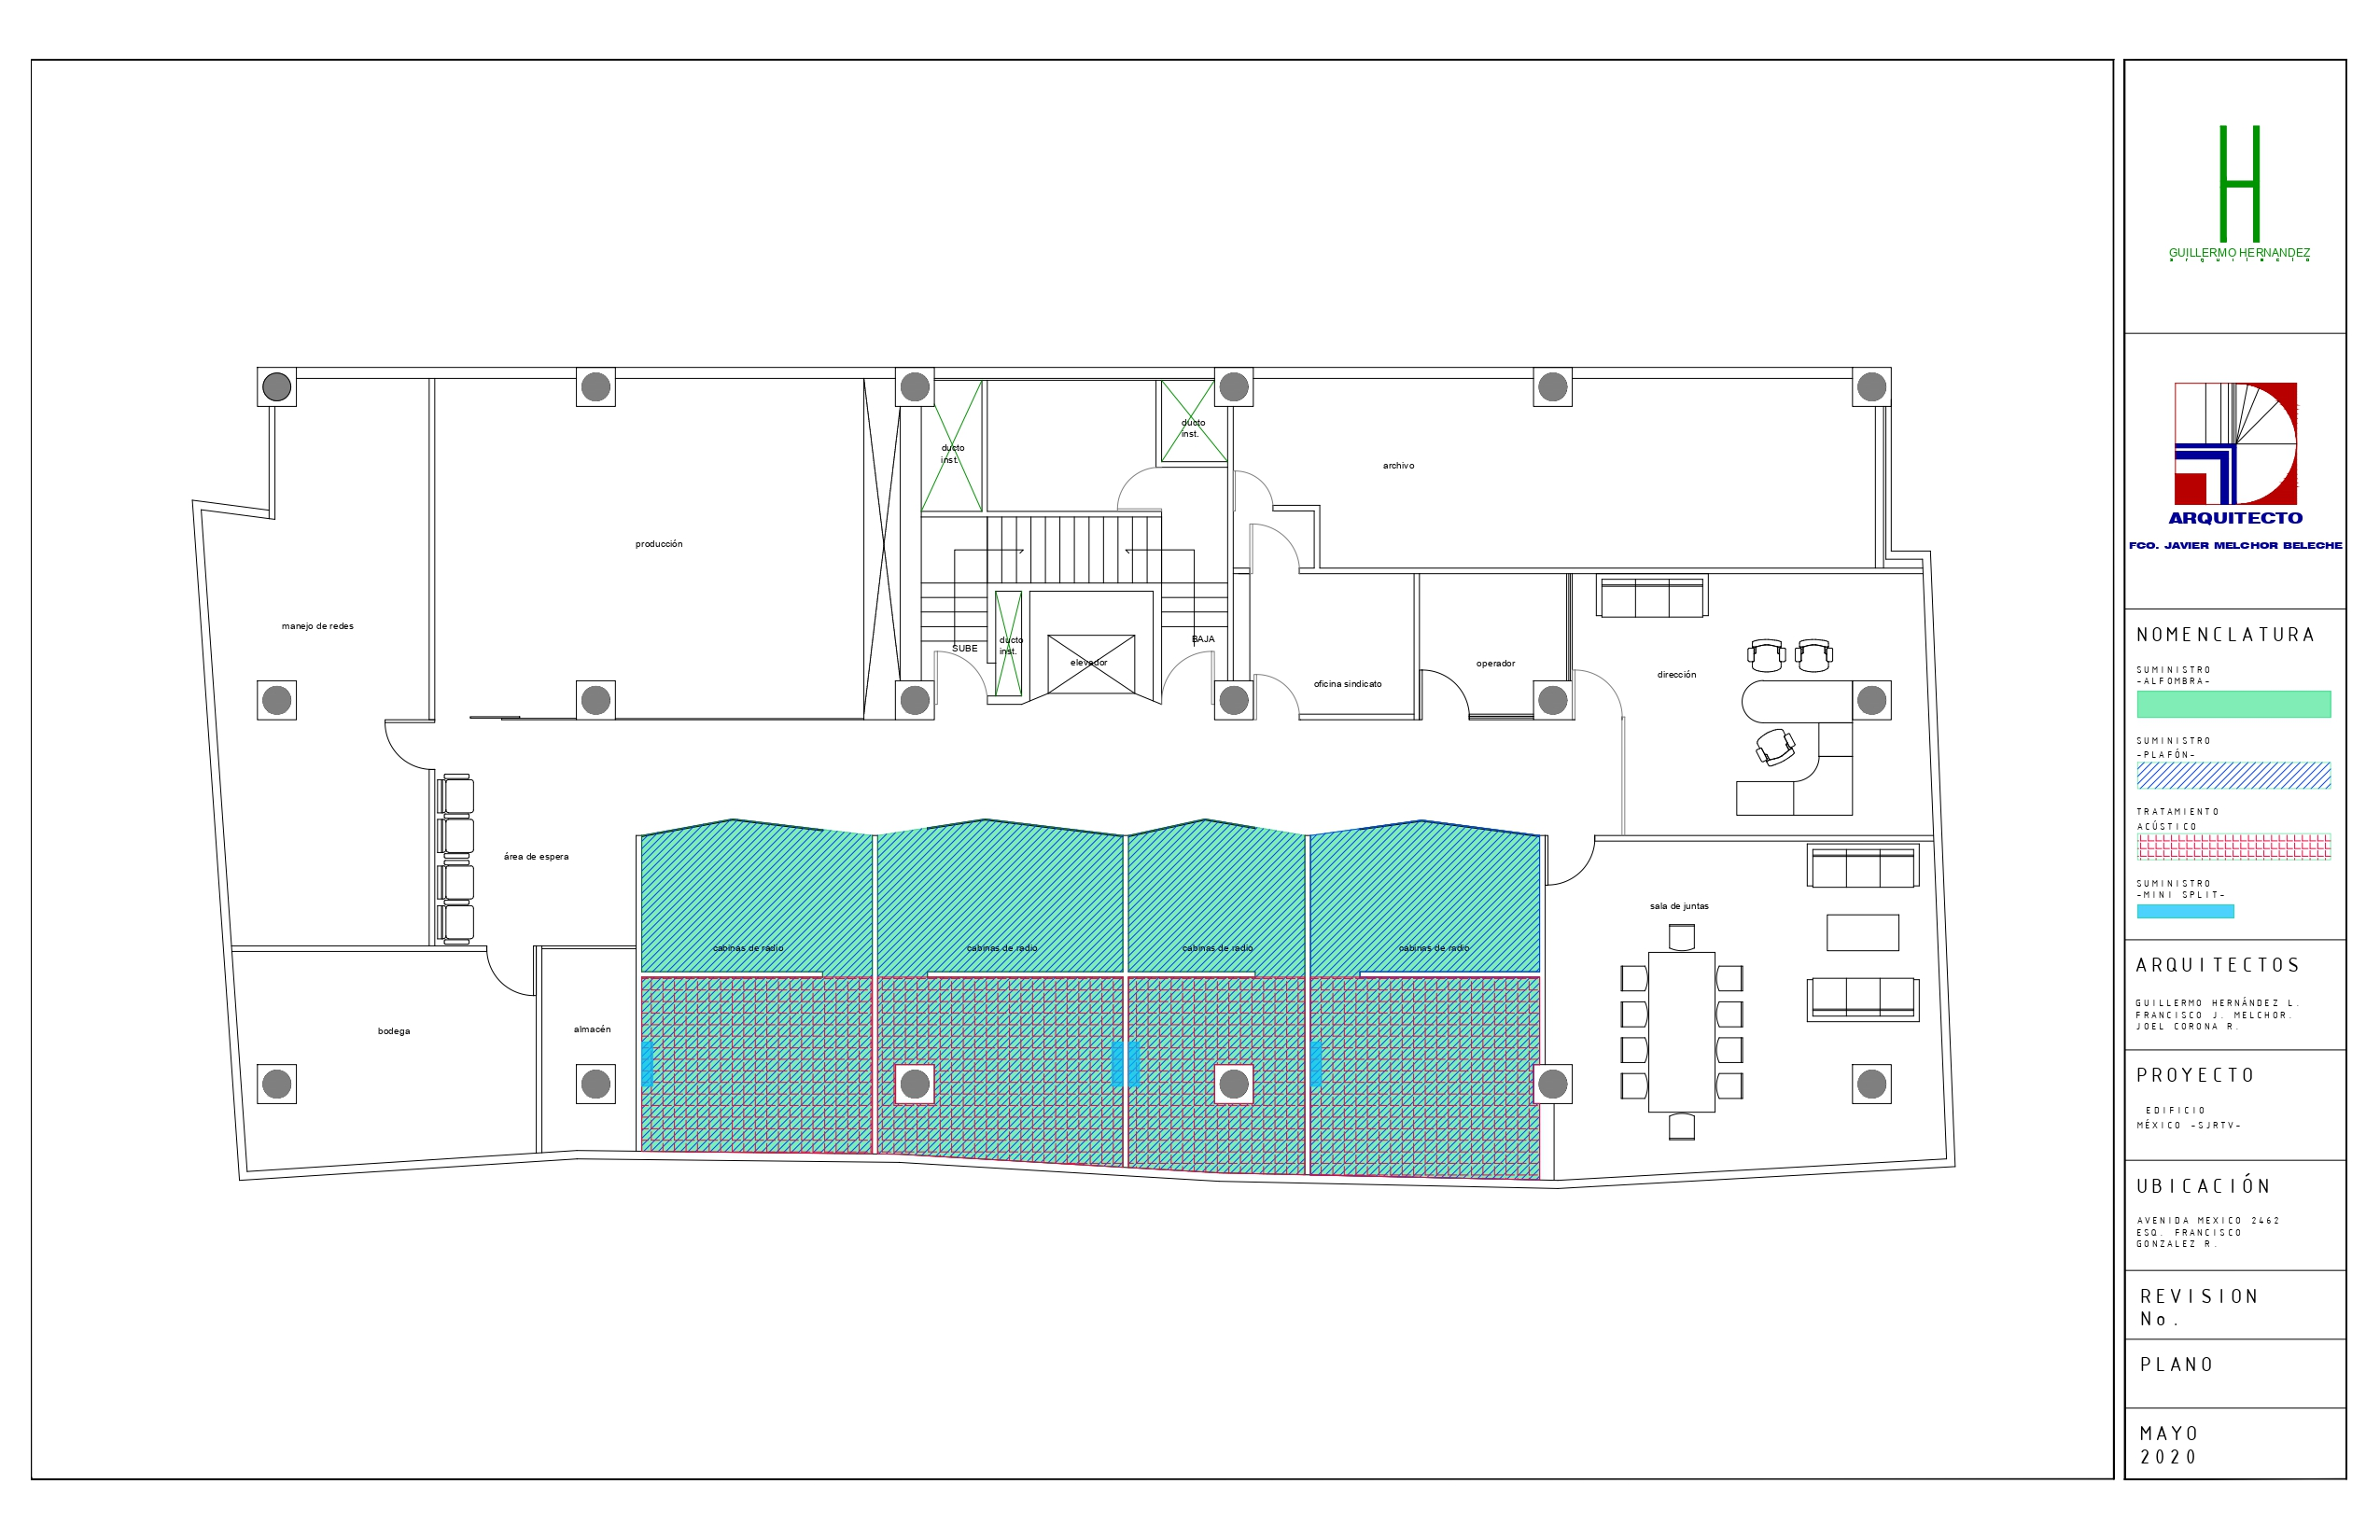 ducto
inst.
ducto
inst.
archivo
producción
manejo de redes
SUBE
ducto
inst.
elevador
BAJA
oficina sindicato
operador
dirección
área de espera
sala de juntas
cabinas de radio
cabinas de radio
cabinas de radio
cabinas de radio
bodega
almacén
H
GUILLERMO HERNANDEZ
arquitecto
ARQUITECTO
FCO. JAVIER MELCHOR BELECHE
NOMENCLATURA
SUMINISTRO
-ALFOMBRA-
SUMINISTRO
-PLAFÓN-
TRATAMIENTO
ACÚSTICO
SUMINISTRO
-MINI SPLIT-
ARQUITECTOS
GUILLERMO HERNÁNDEZ L.
FRANCISCO J. MELCHOR.
JOEL CORONA R.
PROYECTO
EDIFICIO
MÉXICO -SJRTV-
UBICACIÓN
AVENIDA MEXICO 2462
ESQ. FRANCISCO
GONZALEZ R.
REVISION
No.
PLANO
MAYO
2020